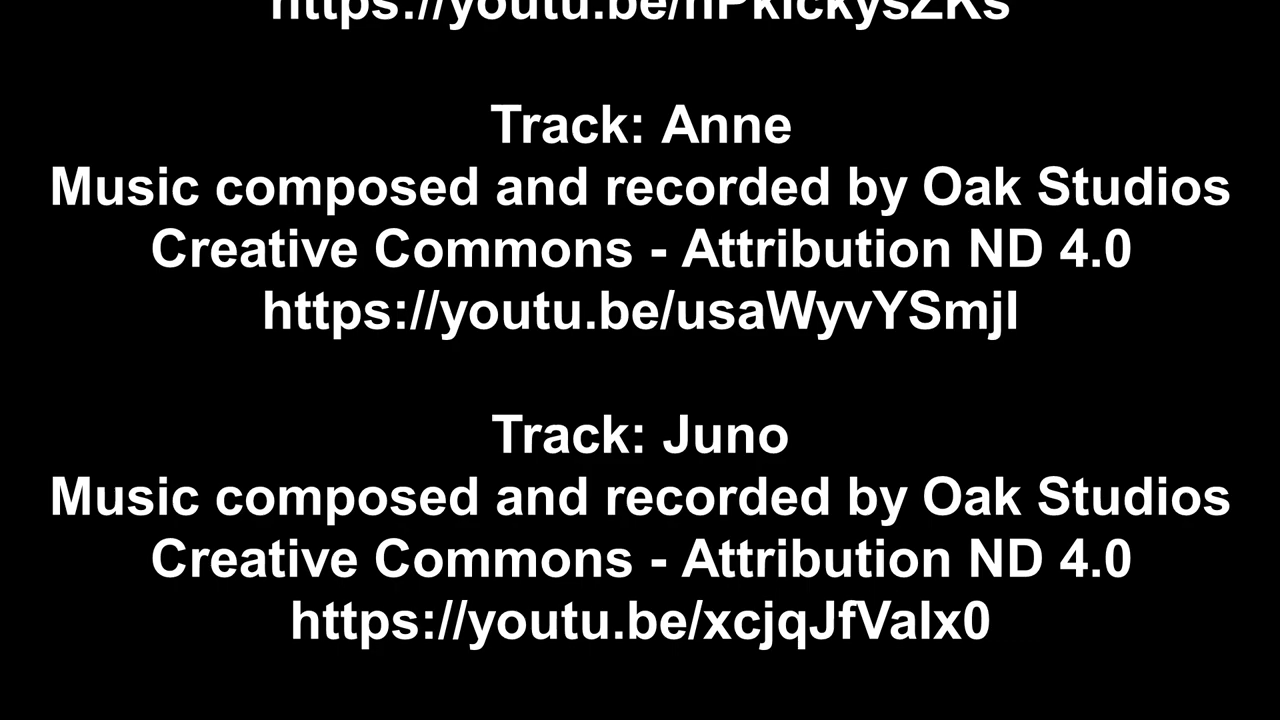 Track: Anne
Music composed and recorded by Oak Studios
Creative Commons - Attribution ND 4.0
https://youtu.be/usaWyvYSmjI
Track: Juno
Music composed and recorded by Oak Studios
Creative Commons - Attribution ND 4.0
https://youtu.be/xcjqJfValx0